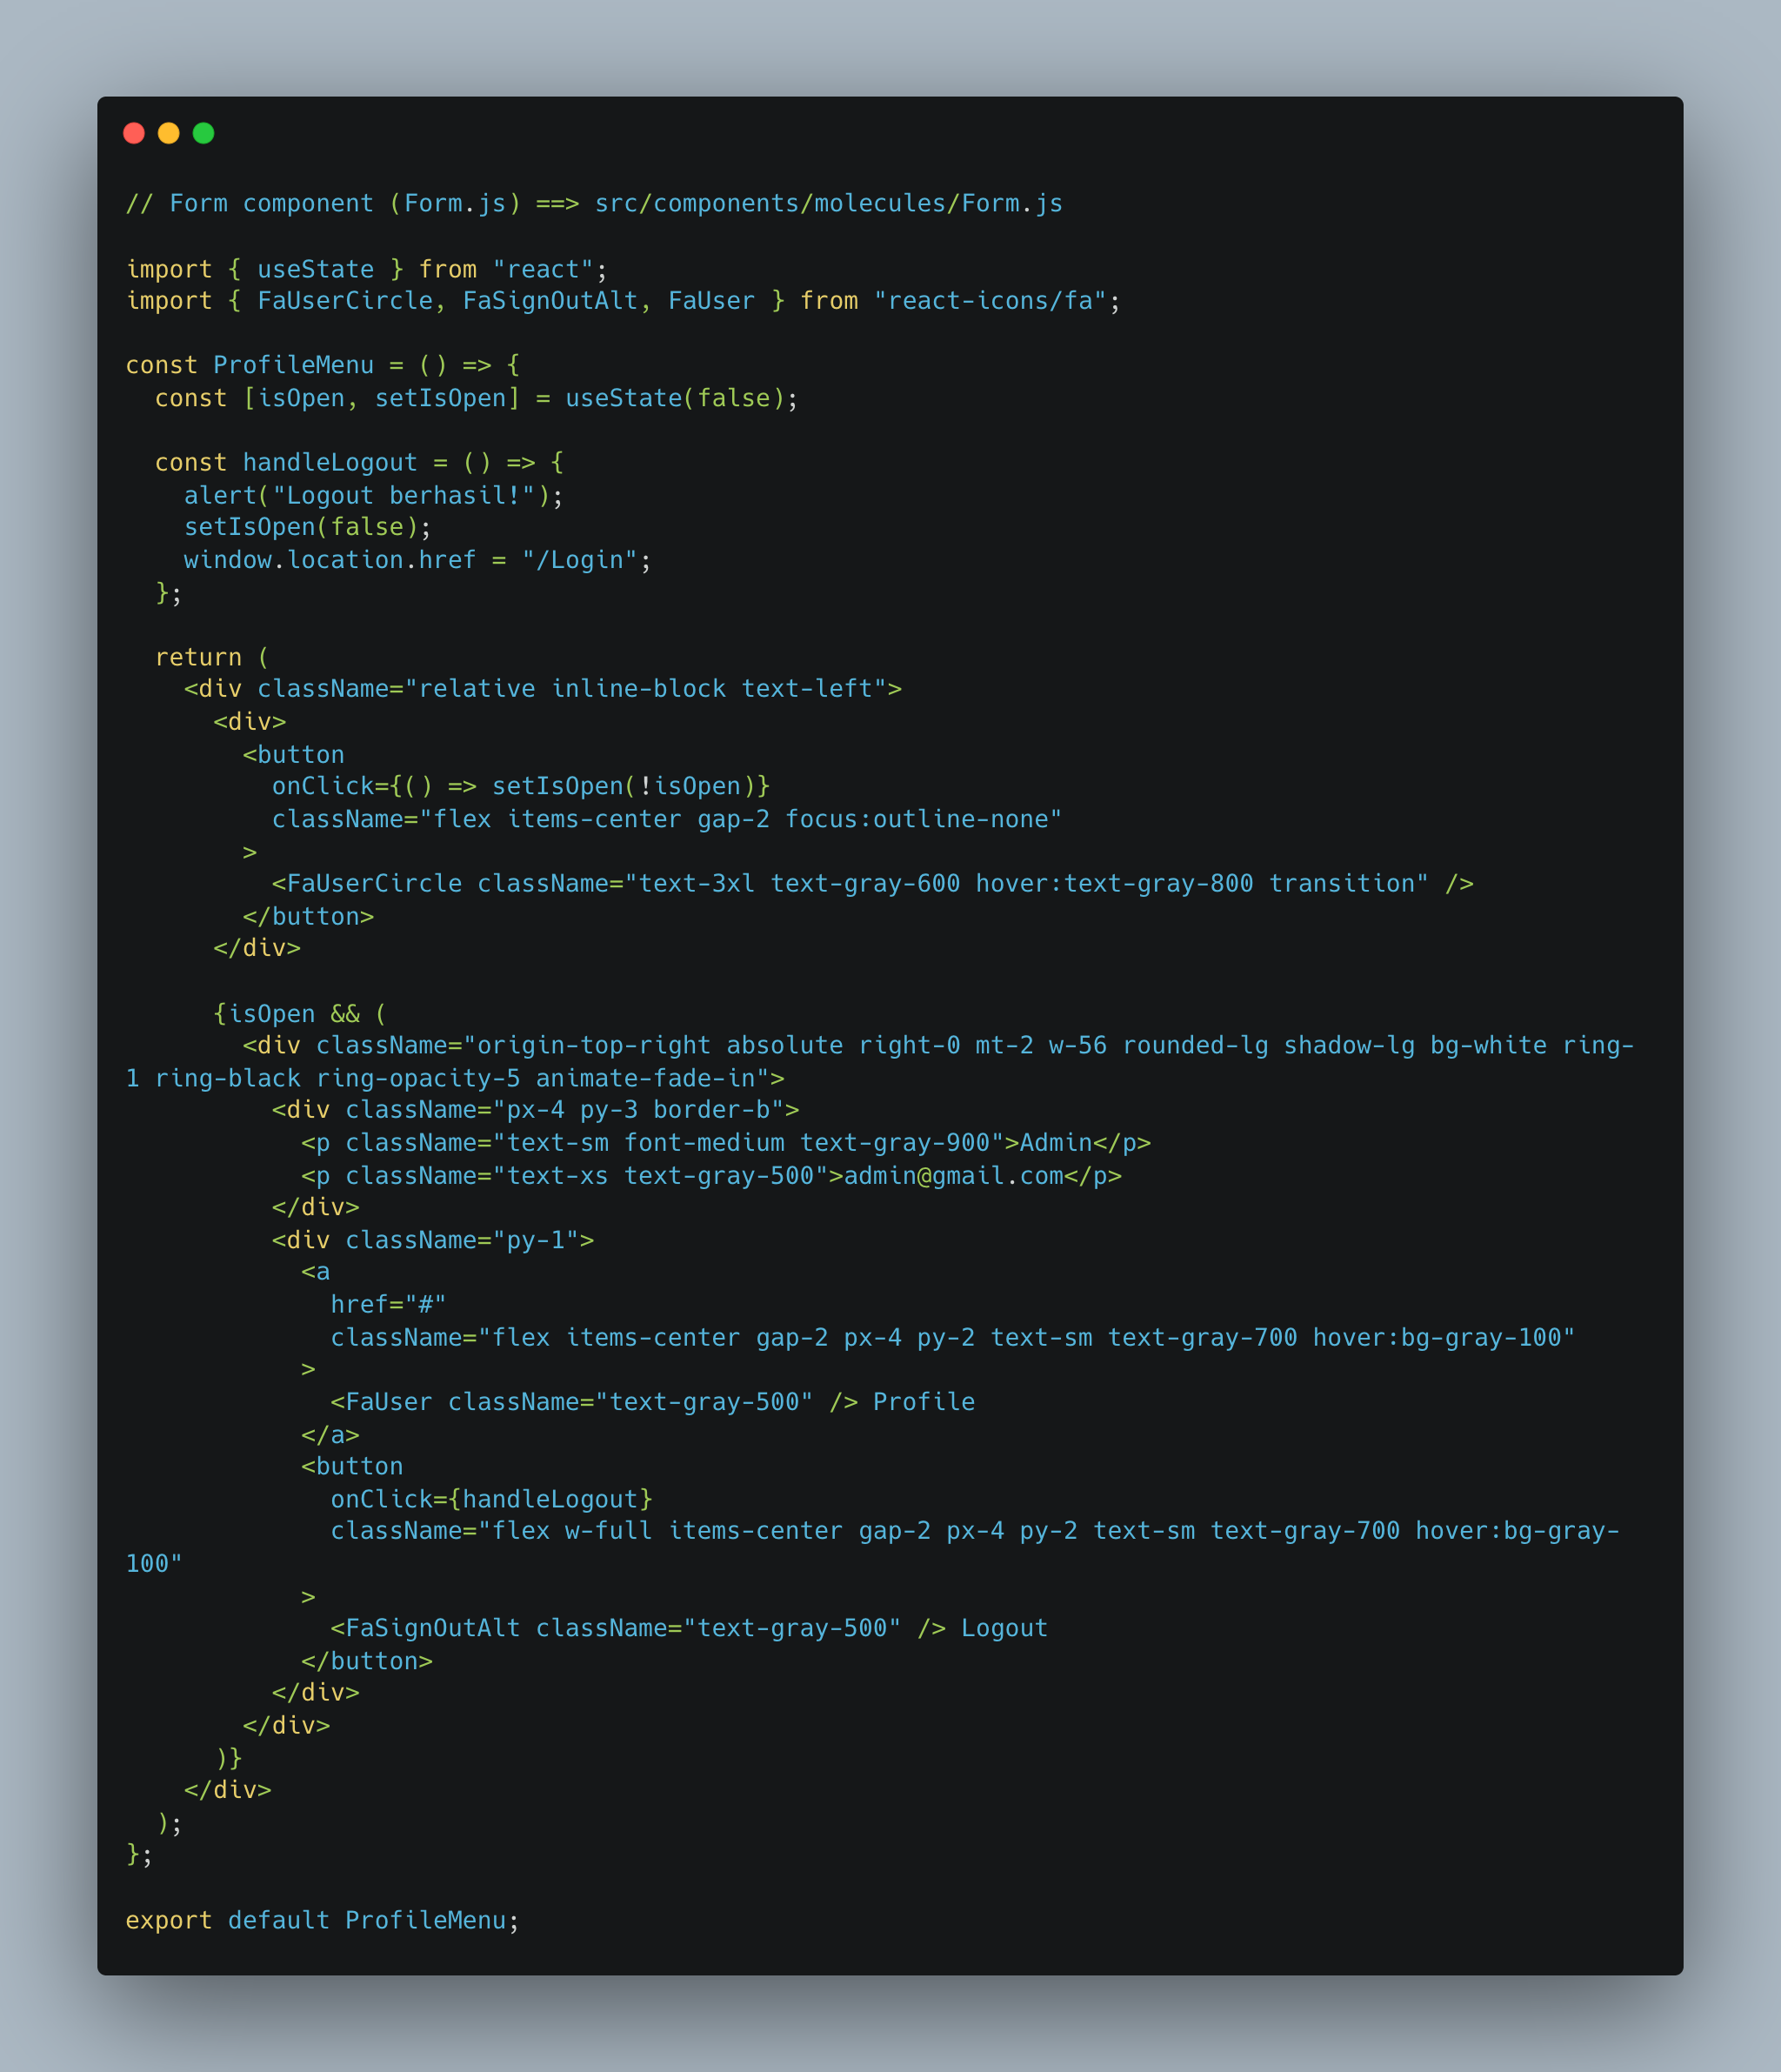 // Form component (Form.js) ==> src/components/molecules/Form.js

import { useState } from "react";
import { FaUserCircle, FaSignOutAlt, FaUser } from "react-icons/fa";

const ProfileMenu = () => {
  const [isOpen, setIsOpen] = useState(false);

  const handleLogout = () => {
    alert("Logout berhasil!");
    setIsOpen(false);
    window.location.href = "/Login";
  };

  return (
    <div className="relative inline-block text-left">
      <div>
        <button
          onClick={() => setIsOpen(!isOpen)}
          className="flex items-center gap-2 focus:outline-none"
        >
          <FaUserCircle className="text-3xl text-gray-600 hover:text-gray-800 transition" />
        </button>
      </div>

      {isOpen && (
        <div className="origin-top-right absolute right-0 mt-2 w-56 rounded-lg shadow-lg bg-white ring-
1 ring-black ring-opacity-5 animate-fade-in">
          <div className="px-4 py-3 border-b">
            <p className="text-sm font-medium text-gray-900">Admin</p>
            <p className="text-xs text-gray-500">admin@gmail.com</p>
          </div>
          <div className="py-1">
            <a
              href="#"
              className="flex items-center gap-2 px-4 py-2 text-sm text-gray-700 hover:bg-gray-100"
            >
              <FaUser className="text-gray-500" /> Profile
            </a>
            <button
              onClick={handleLogout}
              className="flex w-full items-center gap-2 px-4 py-2 text-sm text-gray-700 hover:bg-gray-
100"
            >
              <FaSignOutAlt className="text-gray-500" /> Logout
            </button>
          </div>
        </div>
      )}
    </div>
  );
};

export default ProfileMenu;